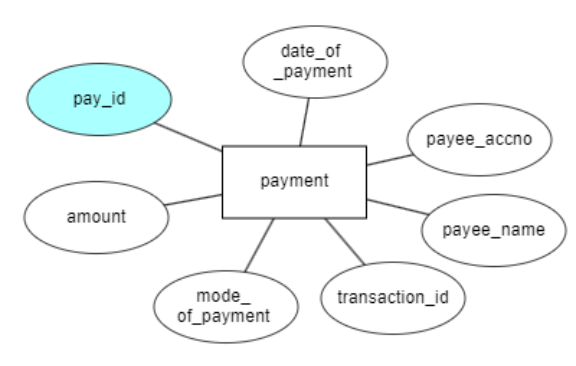 date_of
_payment
pay_id
payee_accno
payment
amount
payee_name
mode_
of_payment
transaction_id